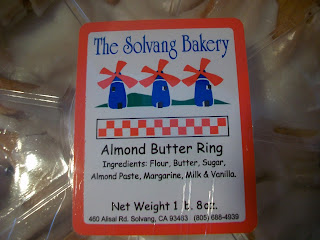 The Solvang Bakery
Almond Butter Ring
Ingredients: Flour, Butter, Sugar,
Almond Paste, Margarine, Milk & Vanilla.
Net Weight 1 lb. 8oz.
460 Alisal Rd. Solvang, CA 93463 (805) 688-4939